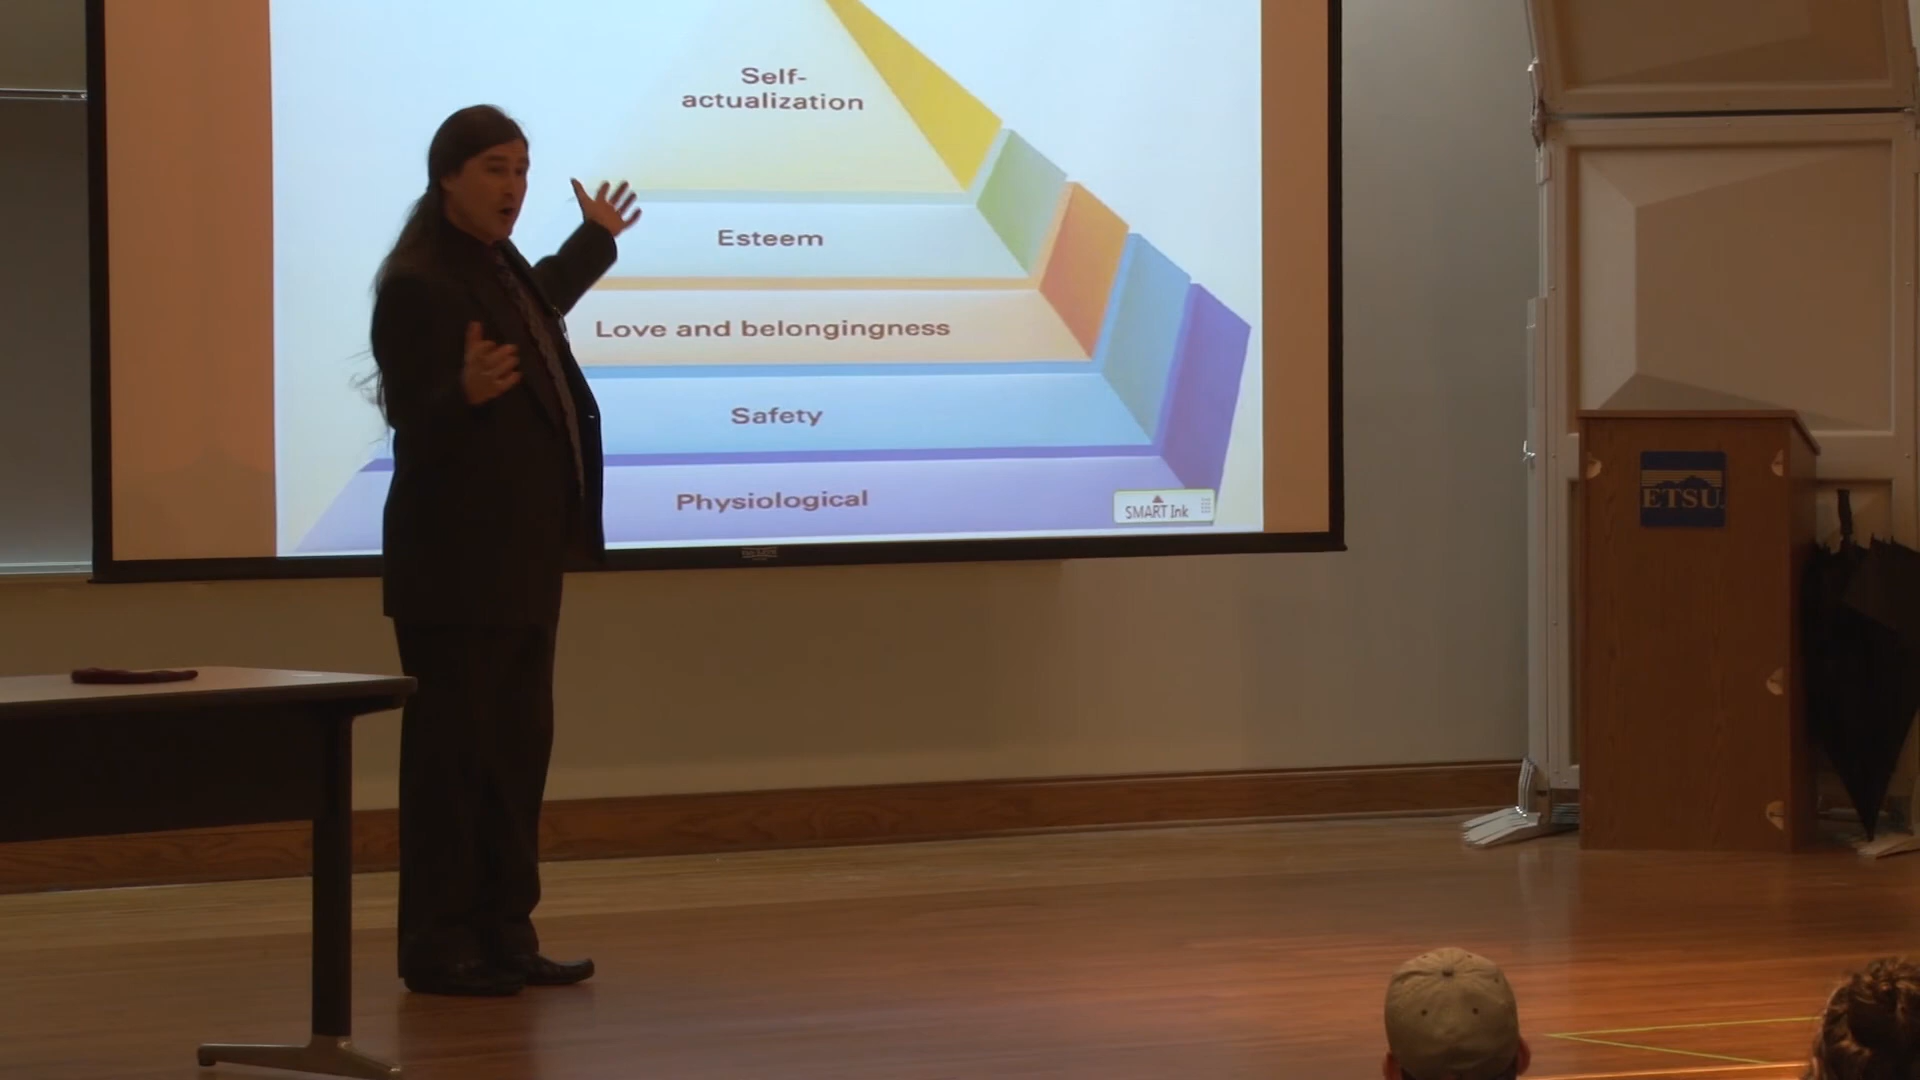 Self-
actualization
Esteem
Love and belongingness
Safety
Physiological
SMART Ink
ETSU